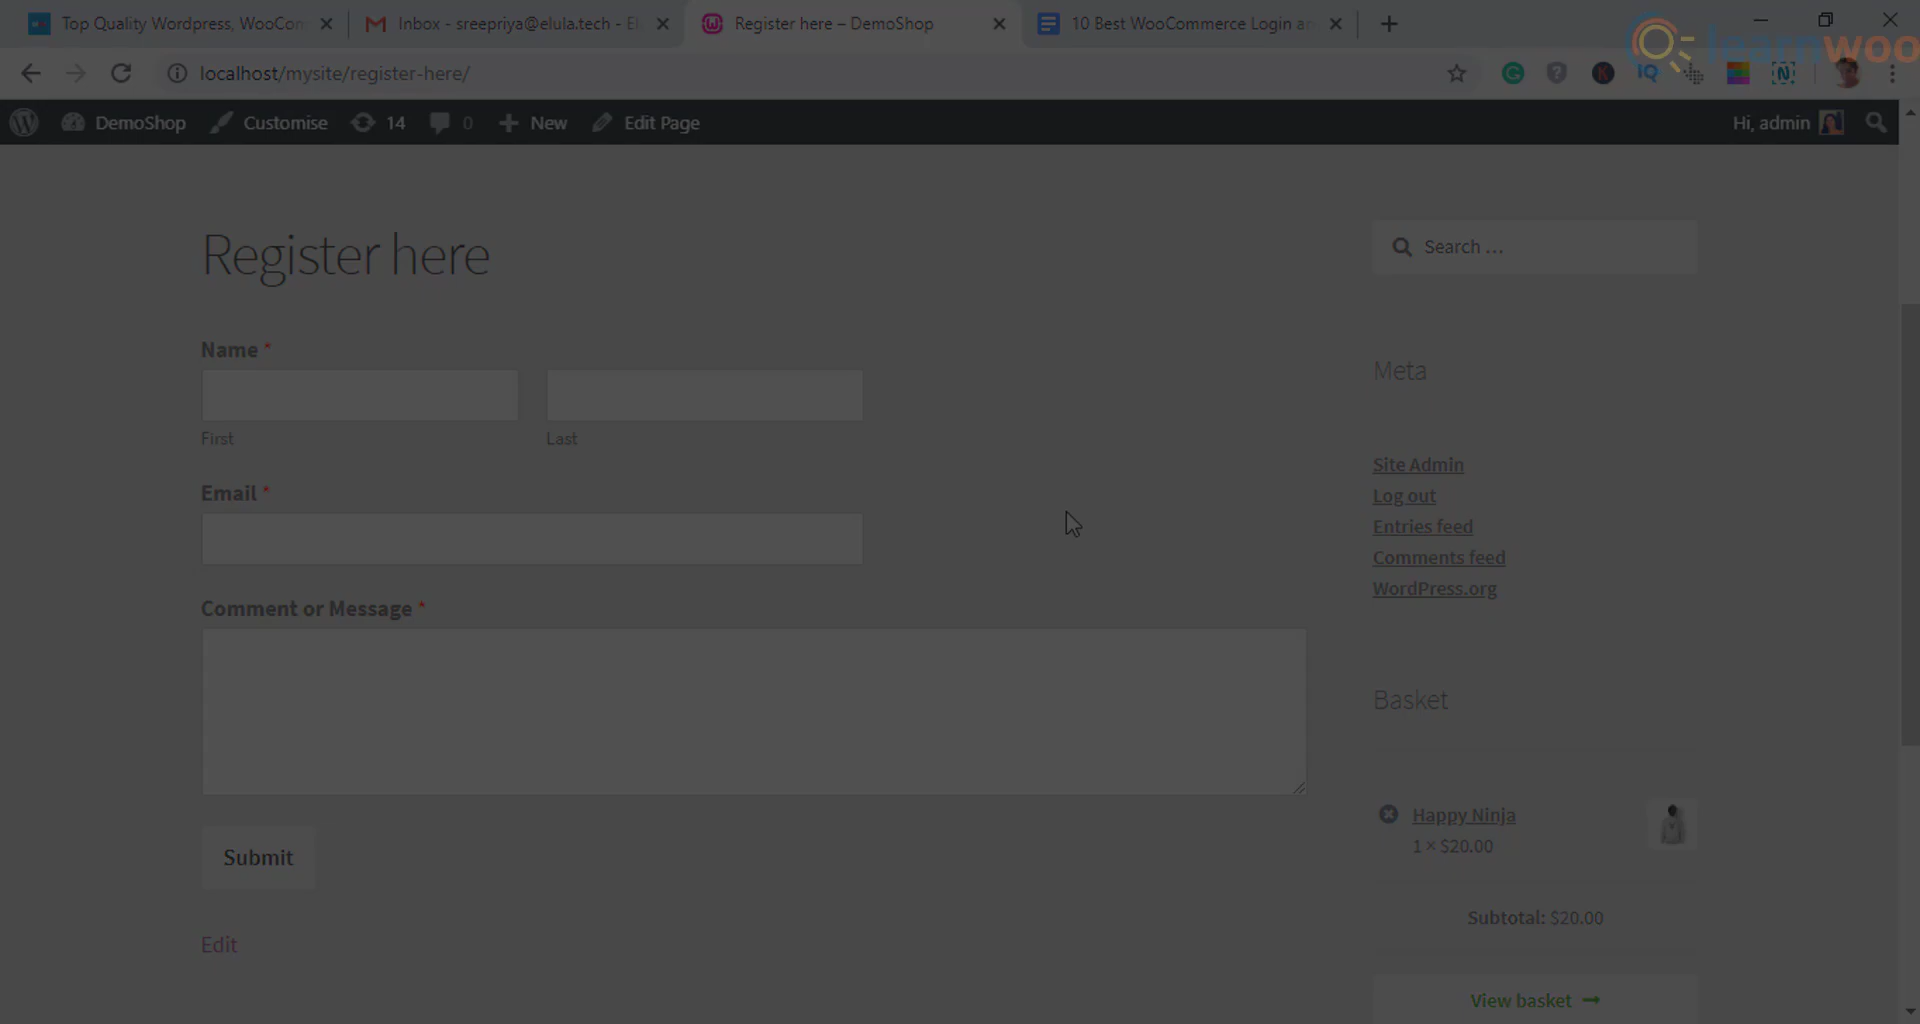 Top Quality Wordpress, WooCom
Inbox - sreepriya@elula.tech - El
Register here – DemoShop
10 Best WooCommerce Login an
learnwoo
localhost/mysite/register-here/
IQ
DemoShop
Customise
14
0
New
Edit Page
Hi, admin
Register here
Search …
Name *
First
Last
Meta
Site Admin
Log out
Entries feed
Comments feed
WordPress.org
Email *
Comment or Message *
Basket
Happy Ninja
1 × $20.00
Submit
Subtotal: $20.00
Edit
View basket